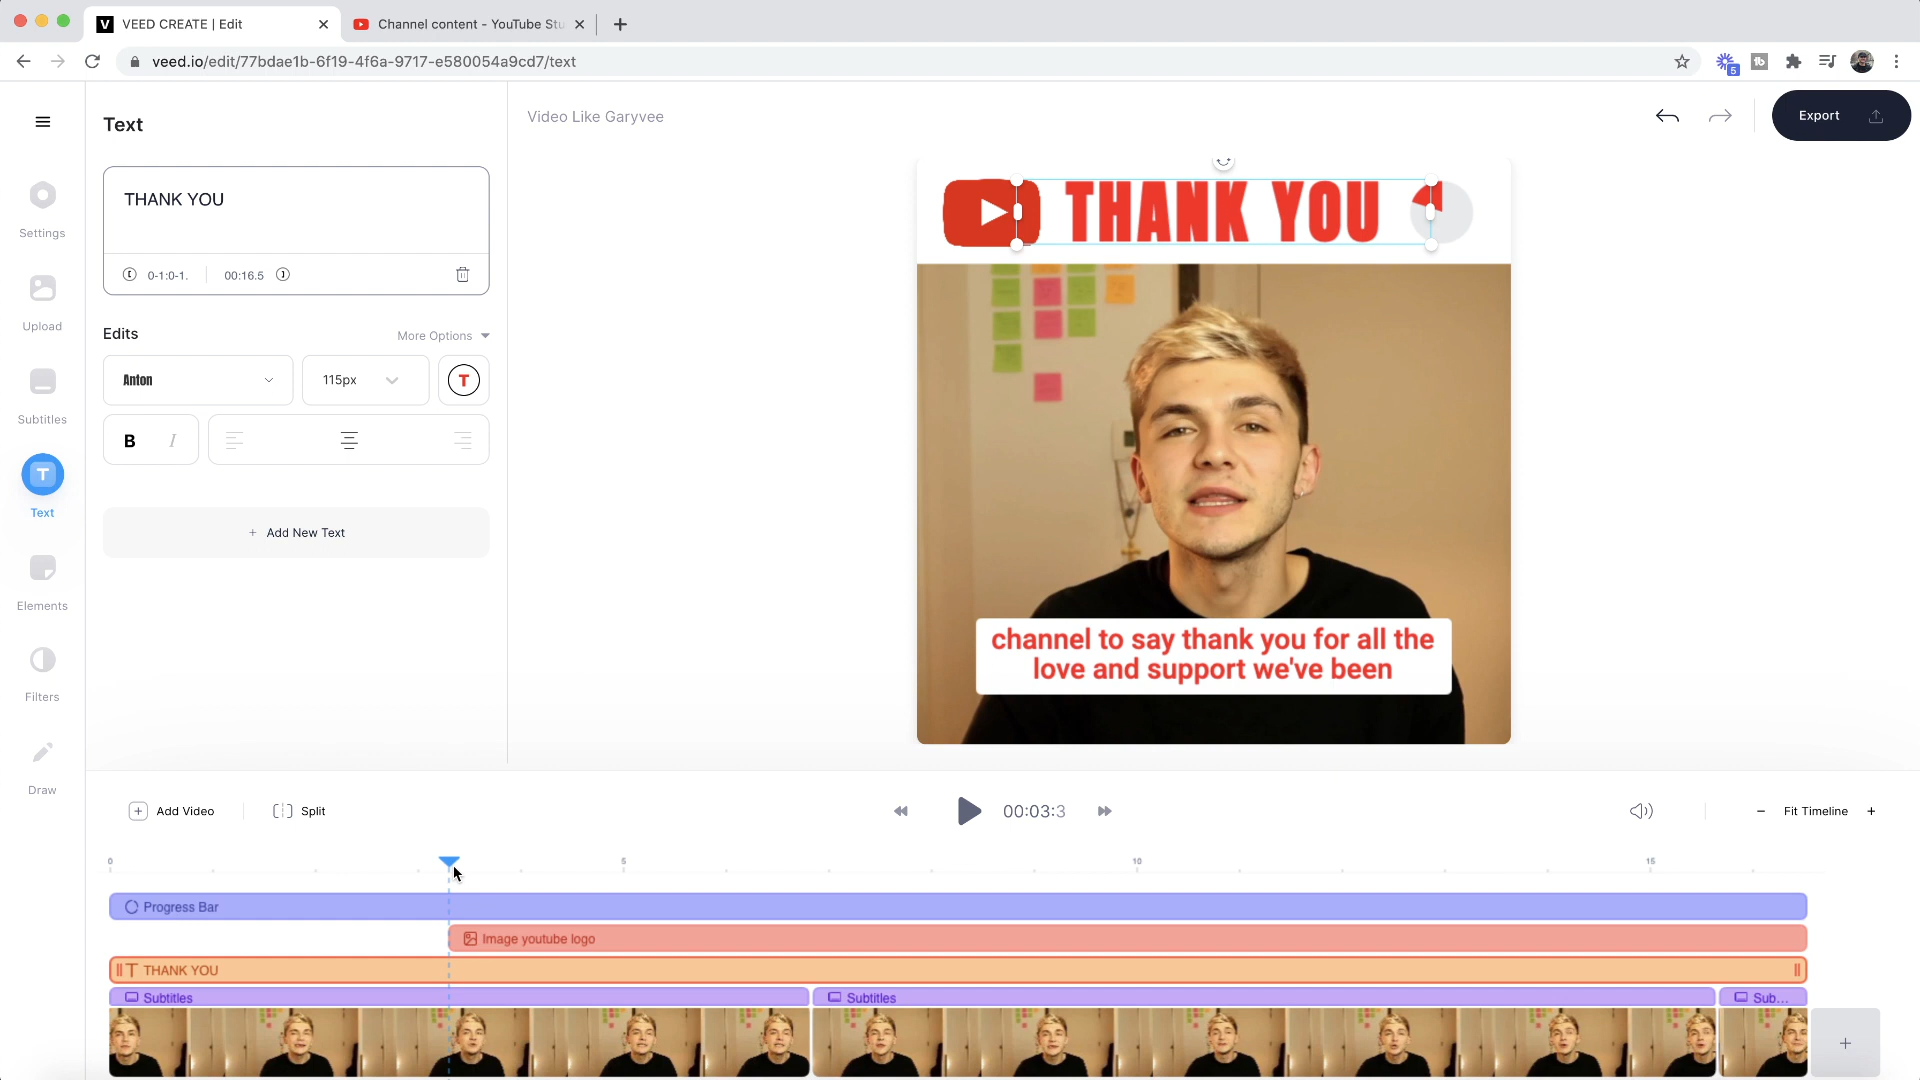 VEED CREATE | Edit
Channel content - YouTube Stu
veed.io/edit/77bdae1b-6f19-4f6a-9717-e580054a9cd7/text
5
Text
Video Like Garyvee
Export
THANK YOU
0-1:0-1.
00:16.5
Settings
Upload
Subtitles
Text
Elements
Filters
Draw
Edits
More Options
Anton
115px
T
B
I
+ Add New Text
THANK YOU
channel to say thank you for all the
love and support we've been
Add Video
Split
00:03:3
− Fit Timeline +
0
5
10
15
Progress Bar
Image youtube logo
THANK YOU
Subtitles
Subtitles
Sub...